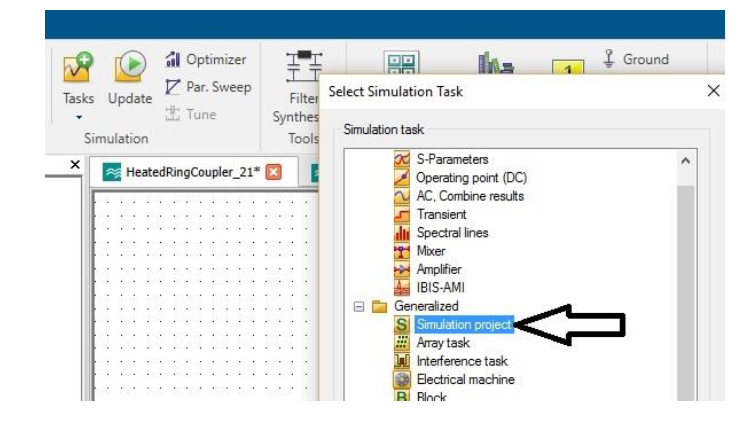 Optimizer
Tasks Update Par. Sweep
Tune
Simulation
Filter
Synthes
Tools
1
Ground
Select Simulation Task
Simulation task
S-Parameters
Operating point (DC)
AC, Combine results
Transient
Spectral lines
Mixer
Amplifier
IBIS-AMI
Generalized
Simulation project
Array task
Interference task
Electrical machine
Block
HeatedRingCoupler_21*